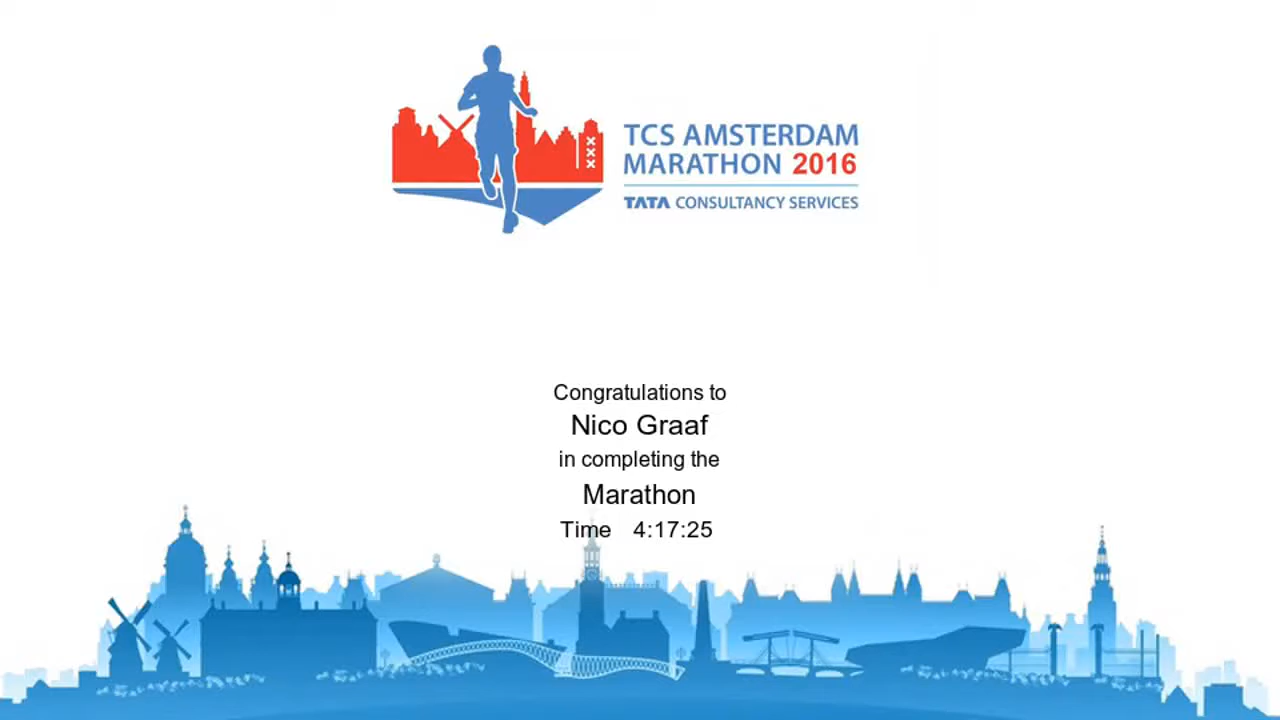 TCS AMSTERDAM
MARATHON 2016
TATA CONSULTANCY SERVICES
Congratulations to
Nico Graaf
in completing the
Marathon
Time 4:17:25